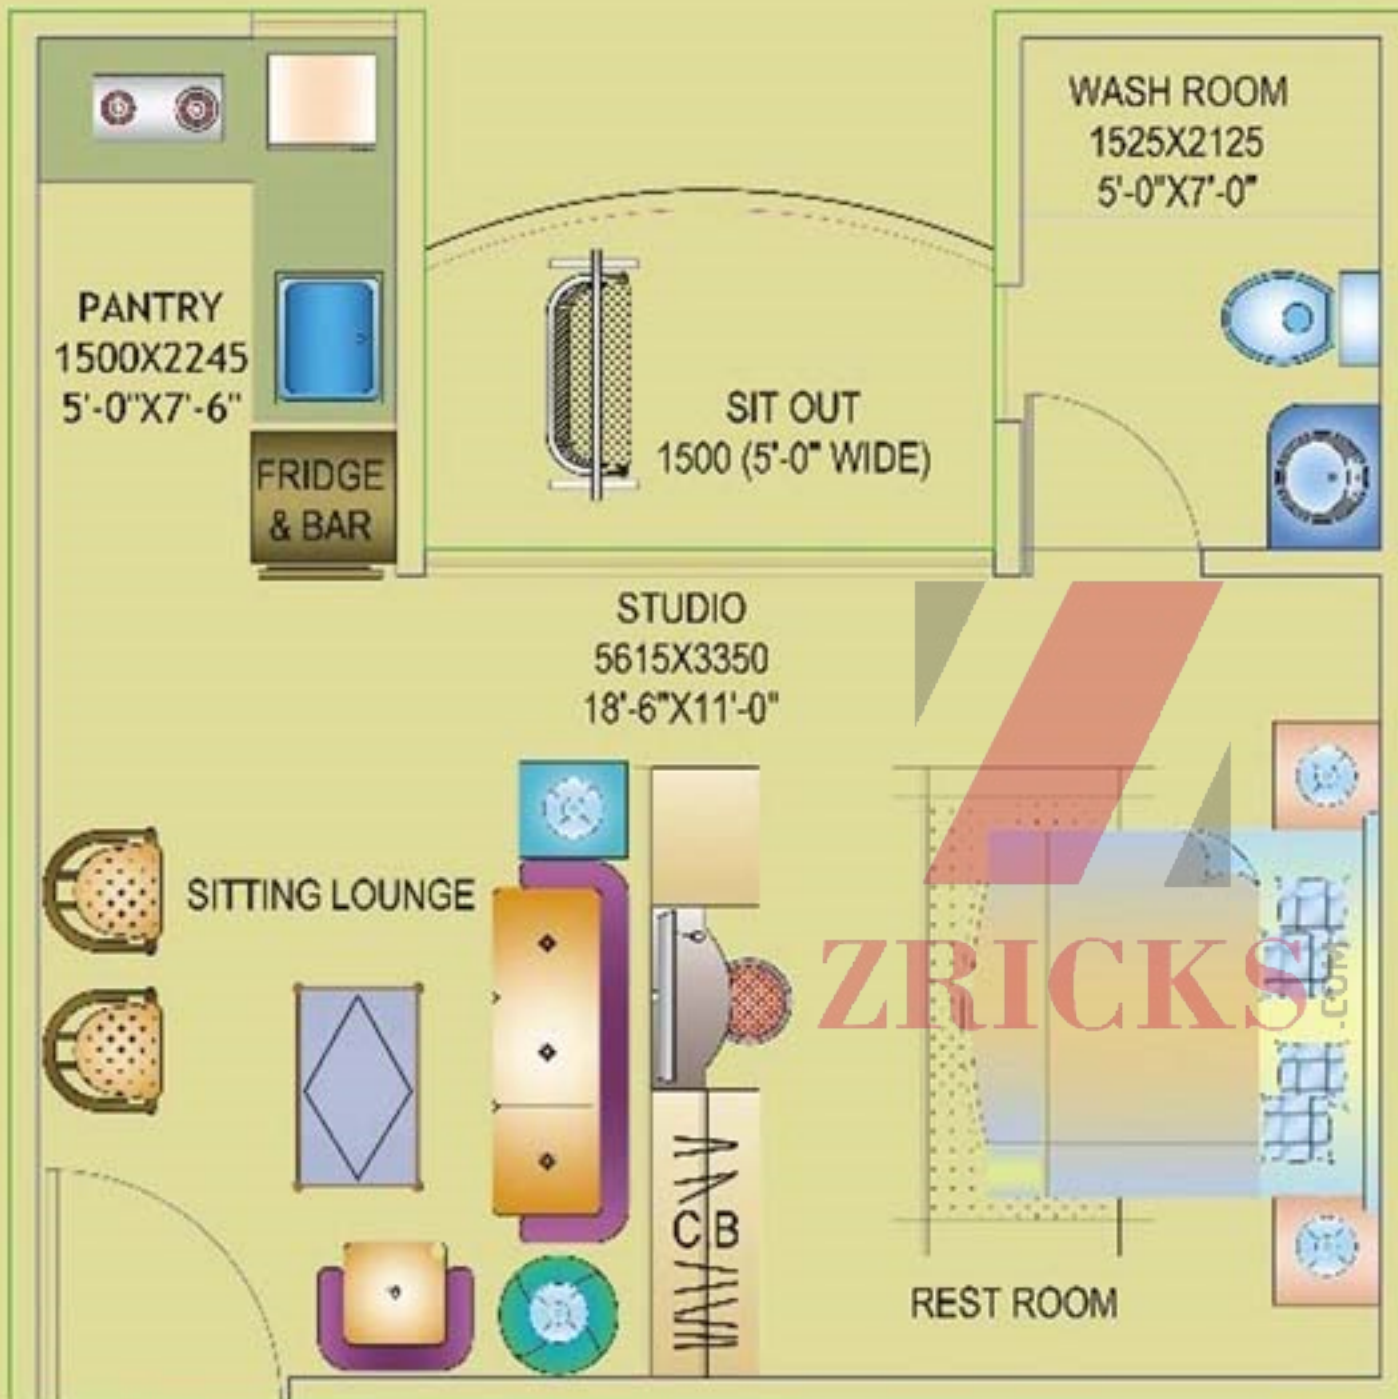 WASH ROOM
1525X2125
5'-0"X7'-0"
PANTRY
1500X2245
5'-0"X7'-6"
FRIDGE
& BAR
SIT OUT
1500 (5'-0" WIDE)
STUDIO
5615X3350
18'-6"X11'-0"
SITTING LOUNGE
ZRICKS
.COM
CB
REST ROOM